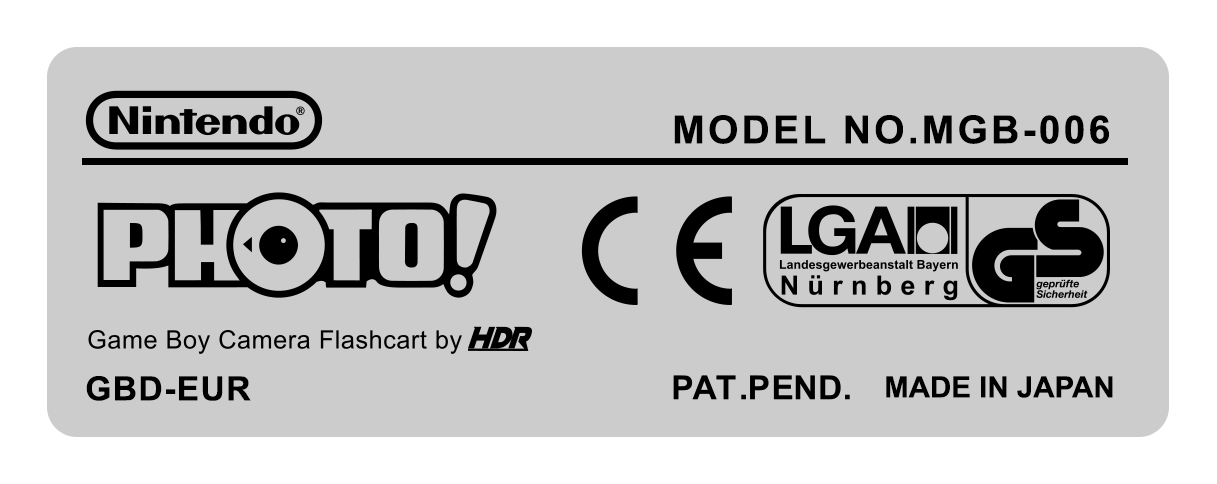 Nintendo®
MODEL NO.MGB-006
PHOTO!
CE
LGA
Landesgewerbeanstalt Bayern
Nürnberg
GS
geprüfte
Sicherheit
Game Boy Camera Flashcart by HDR
GBD-EUR
PAT.PEND. MADE IN JAPAN